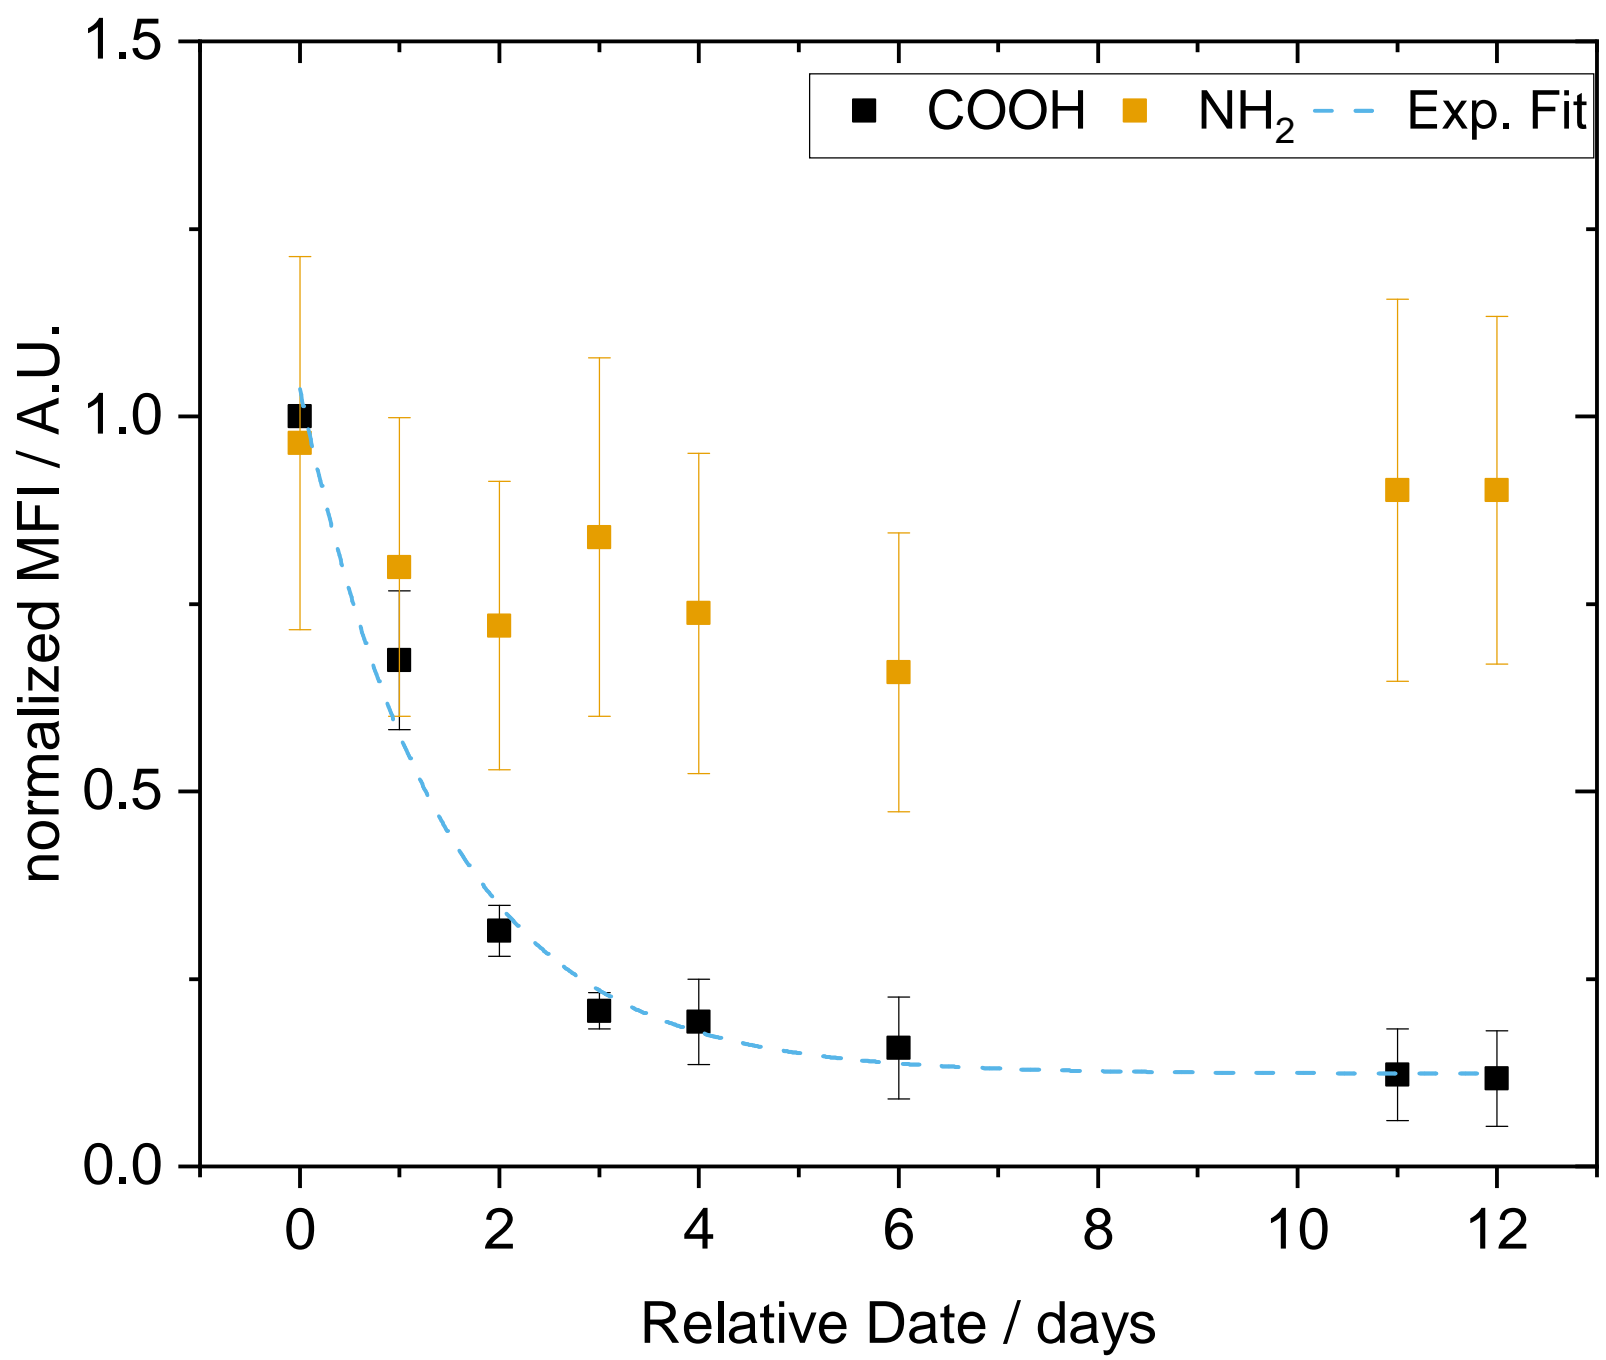 1.5
COOH NH₂ Exp. Fit
1.0
normalized MFI / A.U.
0.5
0.0
0 2 4 6 8 10 12
Relative Date / days